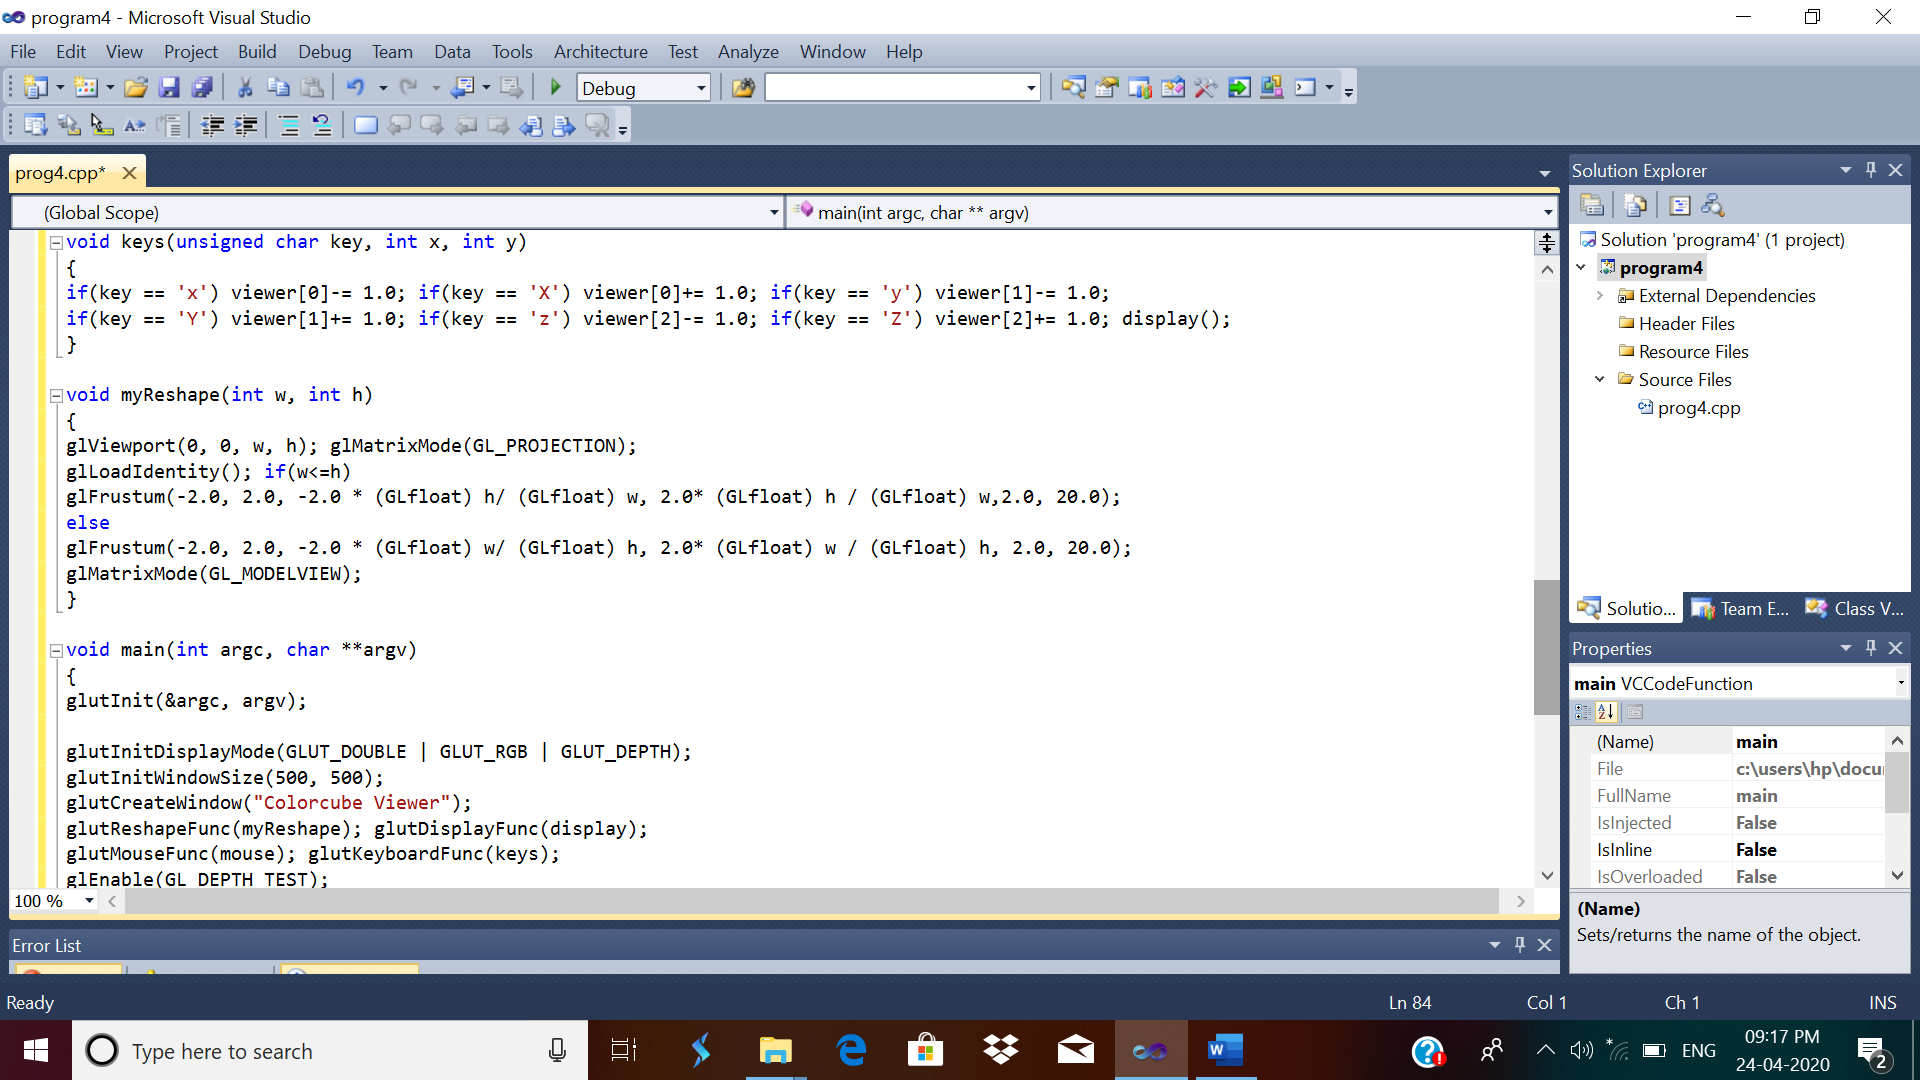 program4 - Microsoft Visual Studio
File Edit View Project Build Debug Team Data Tools Architecture Test Analyze Window Help
Debug
prog4.cpp*
(Global Scope) main(int argc, char ** argv)
void keys(unsigned char key, int x, int y)
{
if(key == 'x') viewer[0]-= 1.0; if(key == 'X') viewer[0]+= 1.0; if(key == 'y') viewer[1]-= 1.0;
if(key == 'Y') viewer[1]+= 1.0; if(key == 'z') viewer[2]-= 1.0; if(key == 'Z') viewer[2]+= 1.0; display();
}
void myReshape(int w, int h)
{
glViewport(0, 0, w, h); glMatrixMode(GL_PROJECTION);
glLoadIdentity(); if(w<=h)
glFrustum(-2.0, 2.0, -2.0 * (GLfloat) h/ (GLfloat) w, 2.0* (GLfloat) h / (GLfloat) w,2.0, 20.0);
else
glFrustum(-2.0, 2.0, -2.0 * (GLfloat) w/ (GLfloat) h, 2.0* (GLfloat) w / (GLfloat) h, 2.0, 20.0);
glMatrixMode(GL_MODELVIEW);
}
void main(int argc, char **argv)
{
glutInit(&argc, argv);
glutInitDisplayMode(GLUT_DOUBLE | GLUT_RGB | GLUT_DEPTH);
glutInitWindowSize(500, 500);
glutCreateWindow("Colorcube Viewer");
glutReshapeFunc(myReshape); glutDisplayFunc(display);
glutMouseFunc(mouse); glutKeyboardFunc(keys);
glEnable(GL_DEPTH_TEST);
100 %
Error List
Solution Explorer
Solution 'program4' (1 project)
program4
External Dependencies
Header Files
Resource Files
Source Files
prog4.cpp
Solutio... Team E... Class V...
Properties
main VCCodeFunction
(Name) main
File c:\users\hp\docu
FullName main
IsInjected False
IsInline False
IsOverloaded False
(Name)
Sets/returns the name of the object.
Ready Ln 84 Col 1 Ch 1 INS
Type here to search
ENG
09:17 PM
24-04-2020
2